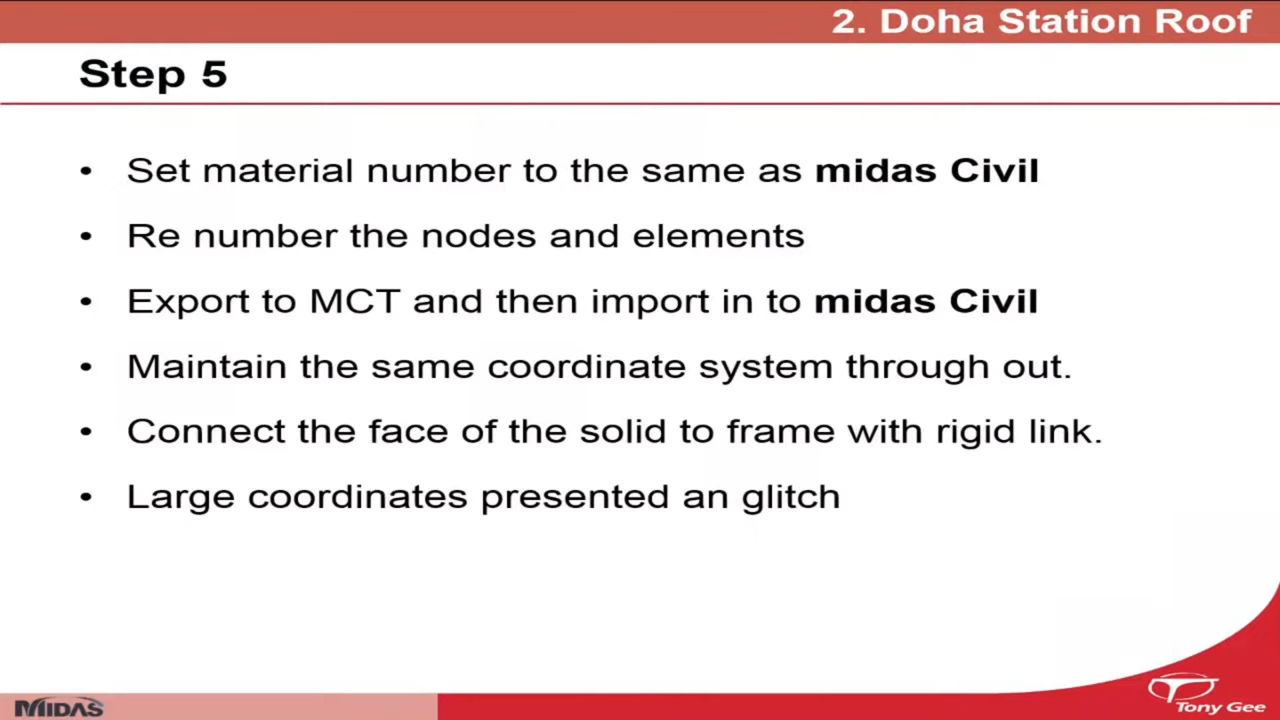 2. Doha Station Roof
Step 5
• Set material number to the same as midas Civil
• Re number the nodes and elements
• Export to MCT and then import in to midas Civil
• Maintain the same coordinate system through out.
• Connect the face of the solid to frame with rigid link.
• Large coordinates presented an glitch
MIDAS
Tony Gee